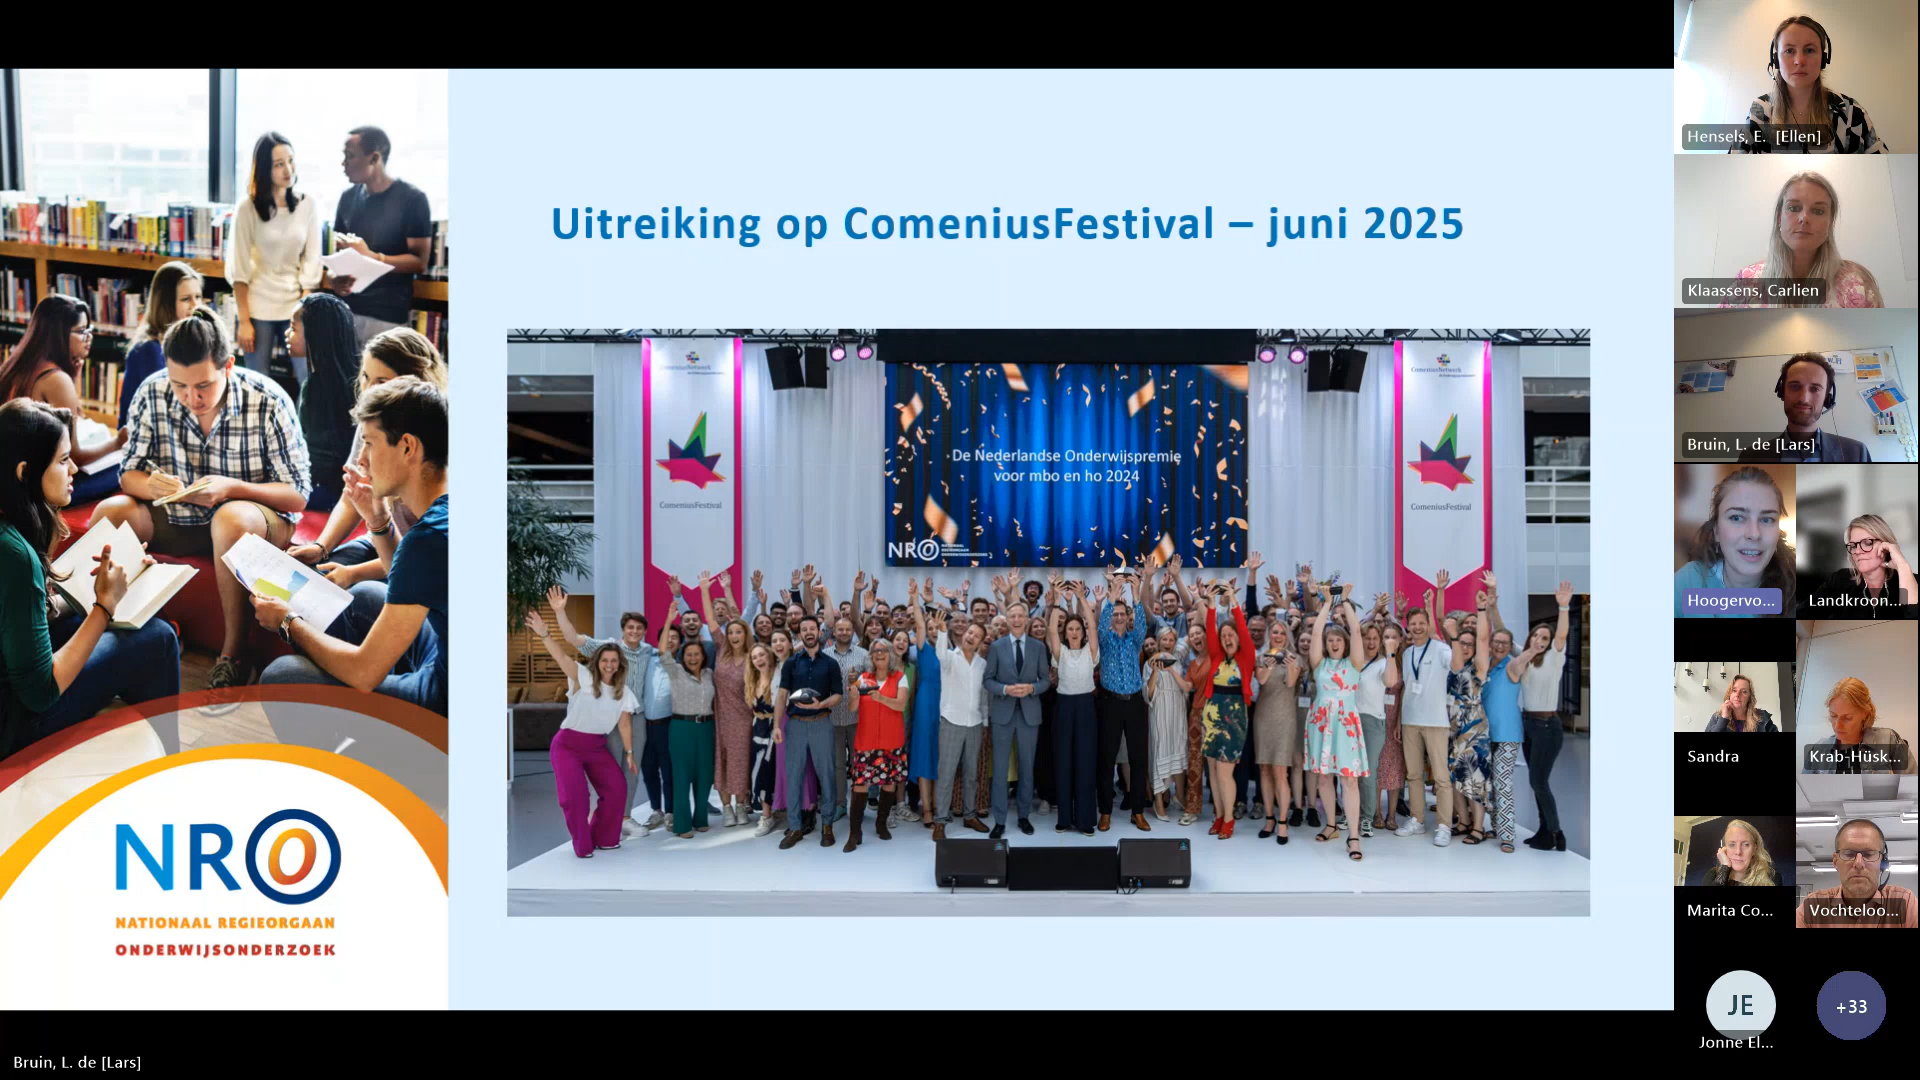 Uitreiking op ComeniusFestival – juni 2025
ComeniusNetwerk
ComeniusFestival
De Nederlandse Onderwijspremie
voor mbo en ho 2024
NRO
ComeniusNetwerk
ComeniusFestival
NRO
NATIONAAL REGIEORGAAN
ONDERWIJSONDERZOEK
Hensels, E. [Ellen]
Klaassens, Carlien
Bruin, L. de [Lars]
Hoogervo...
Landkroon...
Sandra
Krab-Hüsk...
Marita Co...
Vochteloo...
JE
Jonne El...
+33
Bruin, L. de [Lars]